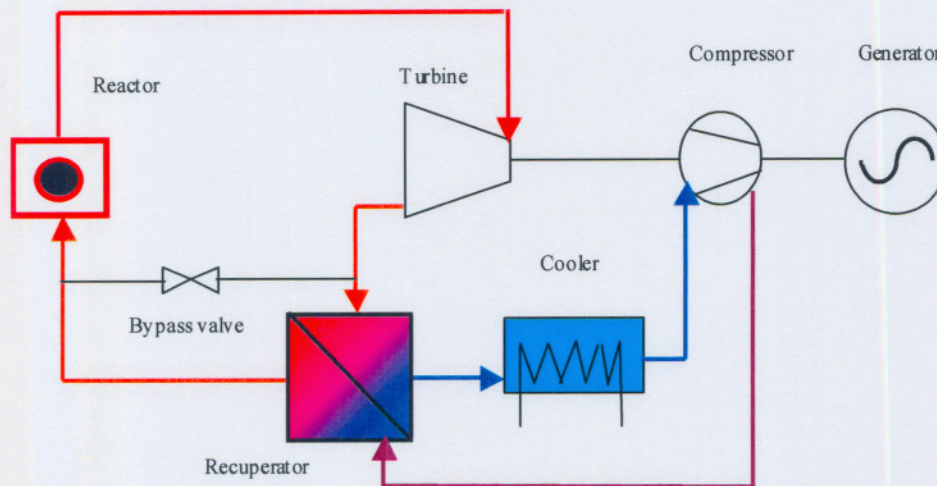 Compressor
Generator
Turbine
Reactor
Cooler
Bypass valve
Recuperator